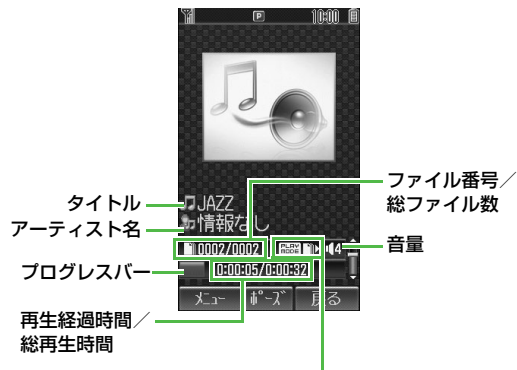 P 10:00
タイトル
JAZZ
ファイル番号／
総ファイル数
アーティスト名
情報なし
0002/0002
PLAY MODE
4
音量
プログレスバー
0:00:05/0:00:32
メニュー ポーズ 戻る
再生経過時間／
総再生時間